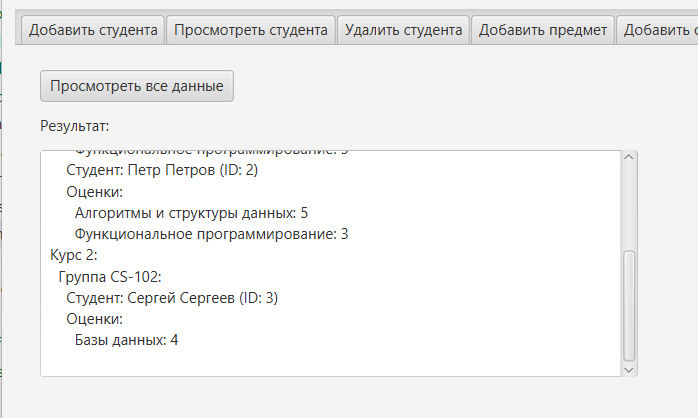 Добавить студента Просмотреть студента Удалить студента Добавить предмет Добавить
Просмотреть все данные
Результат:
Функциональное программирование:
Студент: Петр Петров (ID: 2)
Оценки:
Алгоритмы и структуры данных: 5
Функциональное программирование: 3
Курс 2:
Группа CS-102:
Студент: Сергей Сергеев (ID: 3)
Оценки:
Базы данных: 4